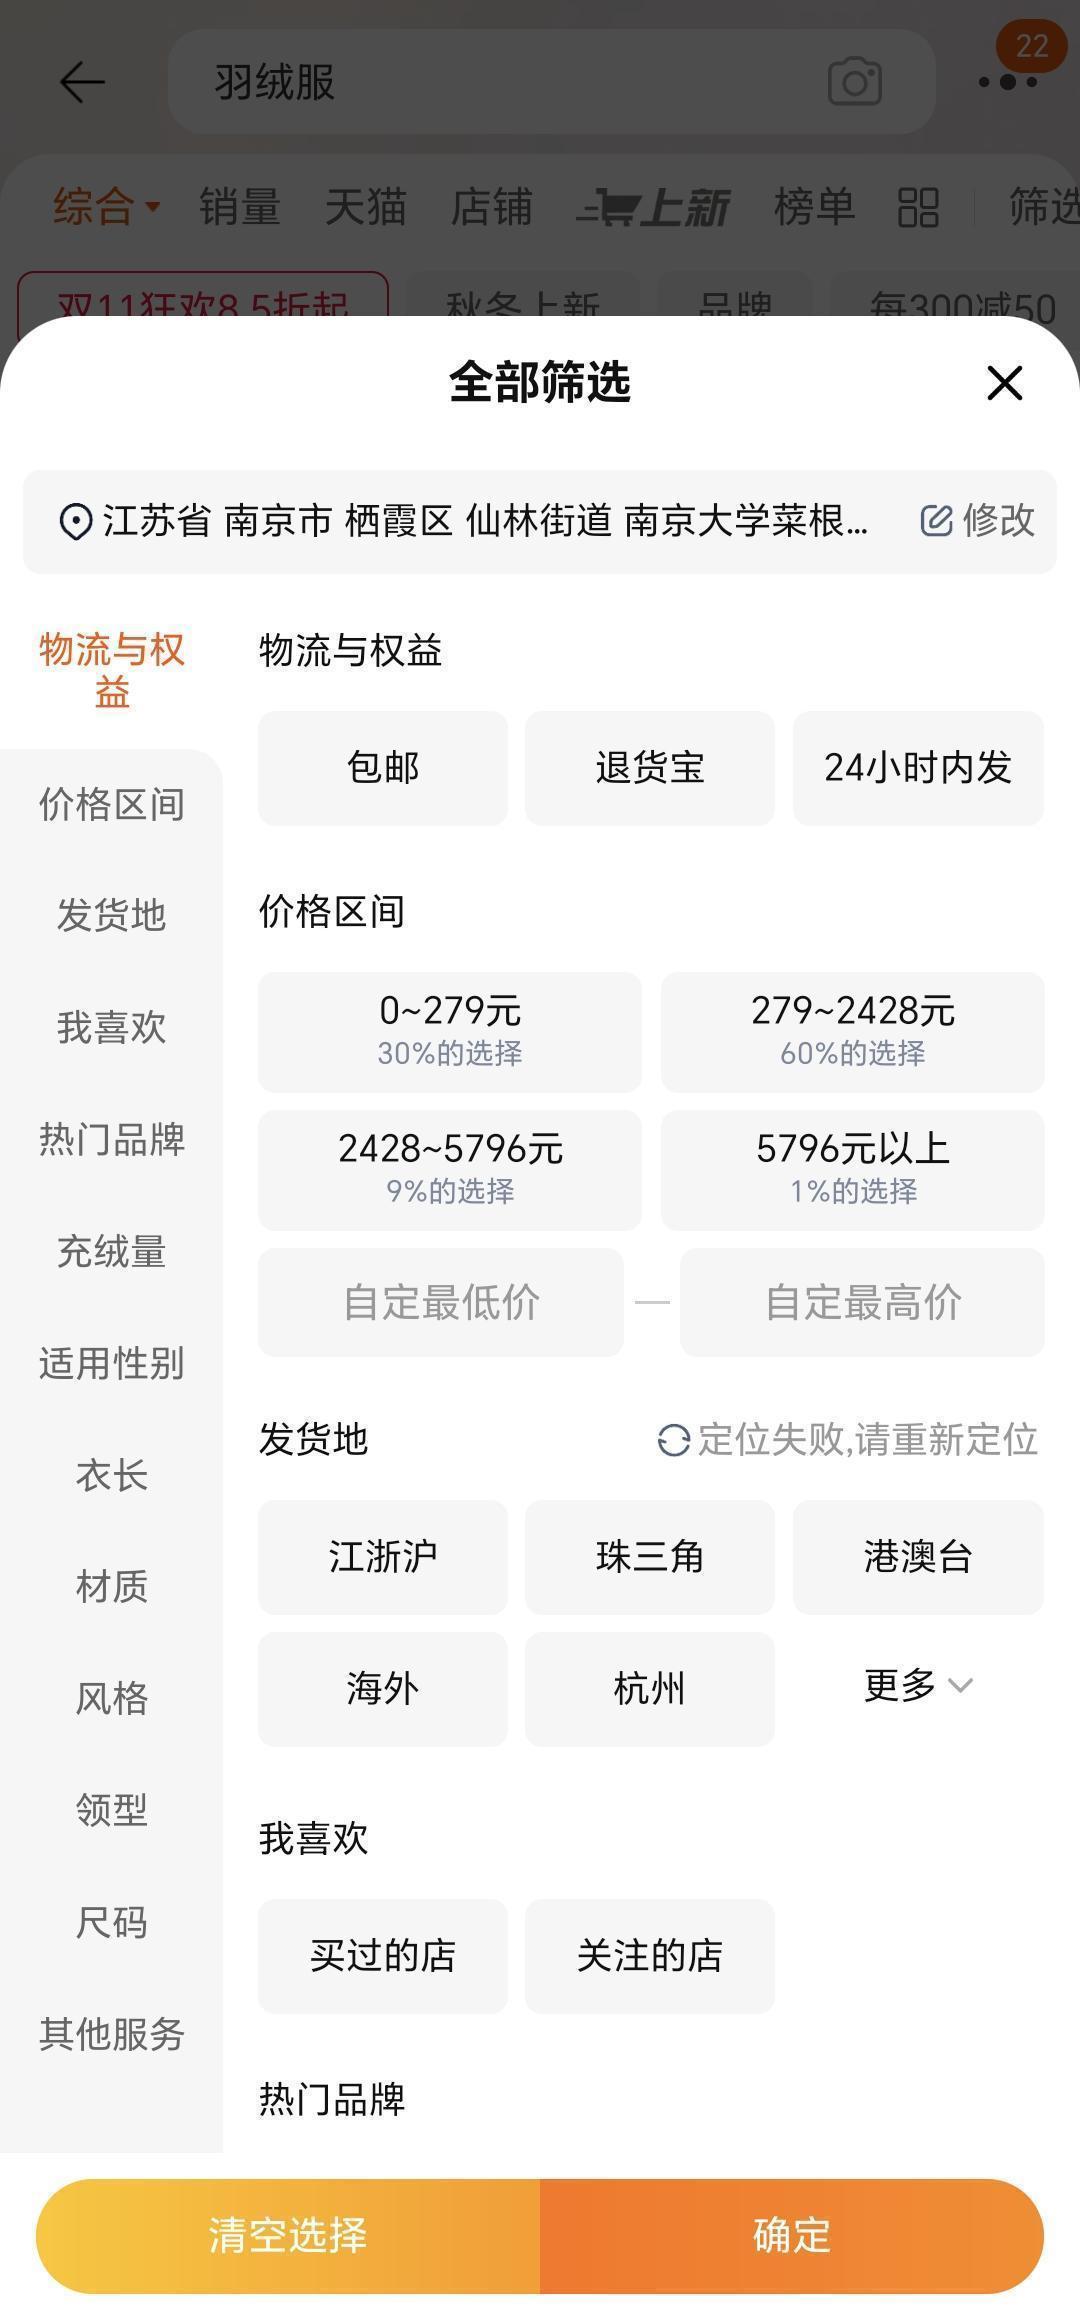 22
羽绒服
综合 销量 天猫 店铺 上新 榜单 筛选
双11狂欢8.5折起 秋冬上新 品牌 每300减50
全部筛选
江苏省 南京市 栖霞区 仙林街道 南京大学菜根... 修改
物流与权益
物流与权益
包邮 退货宝 24小时内发
价格区间
价格区间
发货地
0~279元 279~2428元
30%的选择 60%的选择
我喜欢
热门品牌
2428~5796元 5796元以上
9%的选择 1%的选择
充绒量
自定最低价 — 自定最高价
适用性别
发货地 定位失败,请重新定位
衣长
江浙沪 珠三角 港澳台
材质
海外 杭州 更多
风格
领型
我喜欢
尺码
买过的店 关注的店
其他服务
热门品牌
清空选择 确定